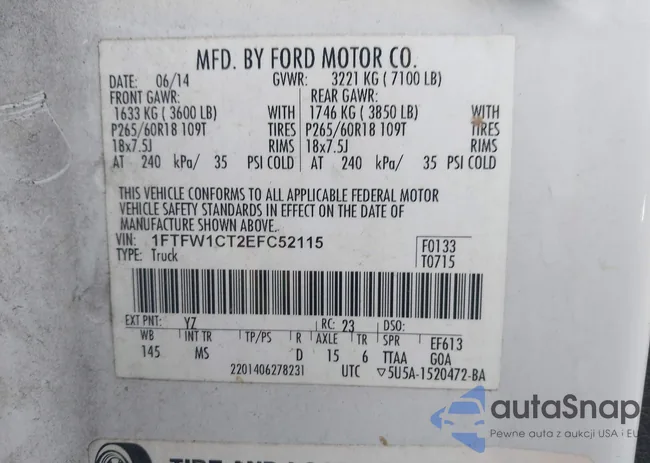 MFD. BY FORD MOTOR CO.
DATE: 06/14 GVWR: 3221 KG ( 7100 LB)
FRONT GAWR: REAR GAWR:
1633 KG ( 3600 LB) WITH 1746 KG ( 3850 LB) WITH
P265/60R18 109T TIRES P265/60R18 109T TIRES
18x7.5J RIMS 18x7.5J RIMS
AT 240 kPa/ 35 PSI COLD AT 240 kPa/ 35 PSI COLD
THIS VEHICLE CONFORMS TO ALL APPLICABLE FEDERAL MOTOR
VEHICLE SAFETY STANDARDS IN EFFECT ON THE DATE OF
MANUFACTURE SHOWN ABOVE.
VIN: 1FTFW1CT2EFC52115 F0133
TYPE: Truck T0715
EXT PNT: YZ RC: 23 DSO:
WB INT TR TP/PS R AXLE TR SPR EF613
145 MS D 15 6 TTAA GOA
2201406278231 UTC ▽5U5A-1520472-BA
autaSnap
Pewne auta z aukcji USA i EU